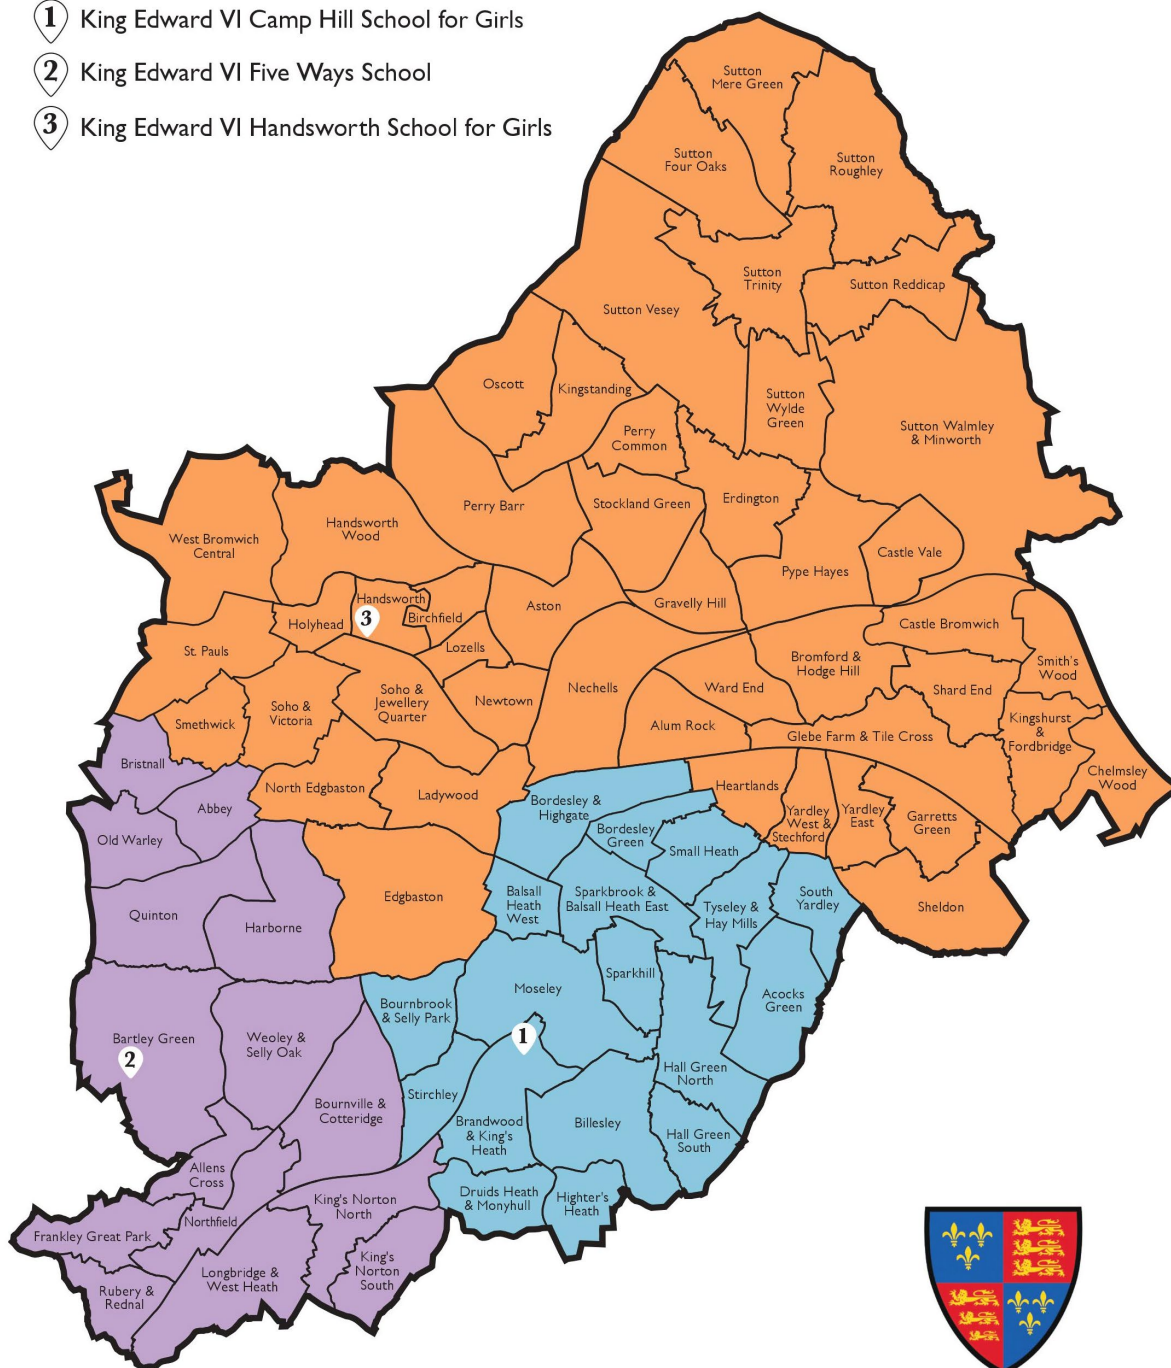 1 King Edward VI Camp Hill School for Girls
2 King Edward VI Five Ways School
3 King Edward VI Handsworth School for Girls
Sutton
Mere Green
Sutton
Four Oaks
Sutton
Roughley
Sutton
Trinity
Sutton Reddicap
Sutton Vesey
Oscott
Kingstanding
Sutton
Wylde
Green
Sutton Walmley
& Minworth
Perry
Common
Perry Barr
Stockland Green
Erdington
Handsworth
Wood
West Bromwich
Central
Castle Vale
Pype Hayes
Handsworth
3
Birchfield
Holyhead
Aston
Gravelly Hill
Castle Bromwich
Lozells
St. Pauls
Bromford &
Hodge Hill
Smith's
Wood
Soho &
Jewellery
Quarter
Newtown
Nechells
Ward End
Shard End
Soho &
Victoria
Smethwick
Alum Rock
Glebe Farm & Tile Cross
Kingshurst
&
Fordbridge
Bristnall
Chelmsley
Wood
North Edgbaston
Ladywood
Heartlands
Abbey
Bordesley &
Highgate
Yardley
West &
Stechford
Yardley
East
Garretts
Green
Old Warley
Bordesley
Green
Small Heath
Edgbaston
Balsall
Heath
West
Sparkbrook &
Balsall Heath East
Tyseley &
Hay Mills
South
Yardley
Sheldon
Quinton
Harborne
Sparkhill
Moseley
Acocks
Green
Bournbrook
& Selly Park
1
Bartley Green
2
Weoley &
Selly Oak
Hall Green
North
Stirchley
Bournville &
Cotteridge
Brandwood
& King's
Heath
Billesley
Hall Green
South
Allens
Cross
Druids Heath
& Monyhull
Highter's
Heath
King's Norton
North
Northfield
Frankley Great Park
King's
Norton
South
Longbridge &
West Heath
Rubery &
Rednal